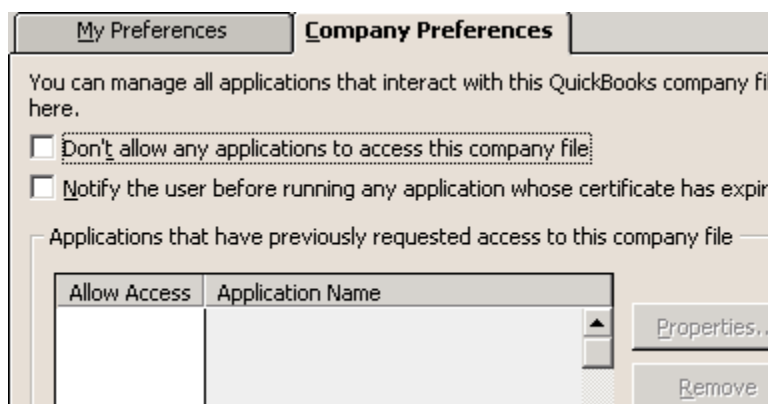 My Preferences
Company Preferences
You can manage all applications that interact with this QuickBooks company fi
here.
Don't allow any applications to access this company file
Notify the user before running any application whose certificate has expir
Applications that have previously requested access to this company file
Allow Access
Application Name
Properties..
Remove